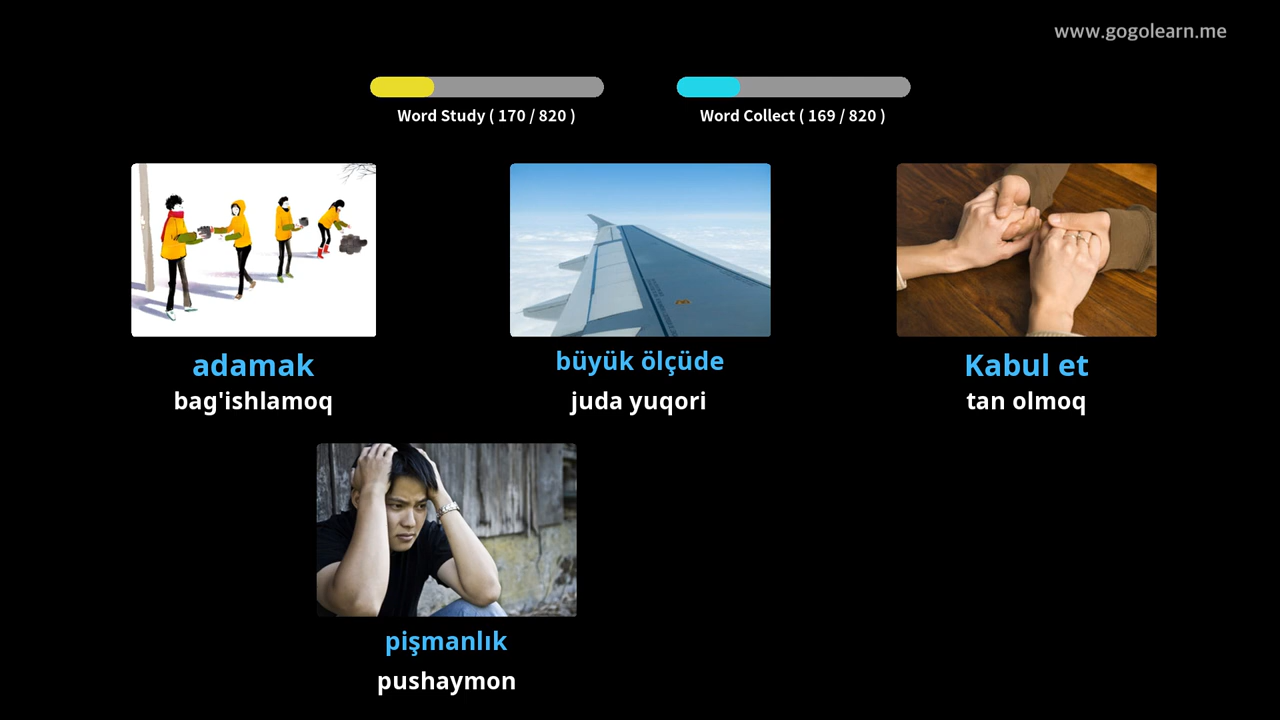 www.gogolearn.me
Word Study ( 170 / 820 )
Word Collect ( 169 / 820 )
adamak
bag'ishlamoq
büyük ölçüde
juda yuqori
Kabul et
tan olmoq
pişmanlık
pushaymon